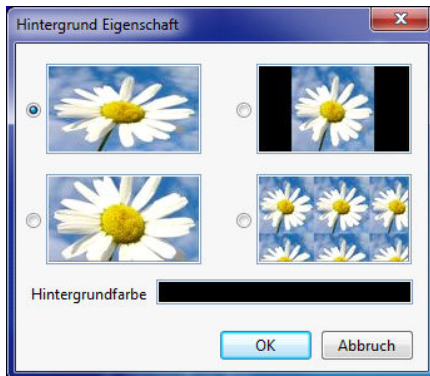 Hintergrund Eigenschaft
Hintergrundfarbe
OK
Abbruch